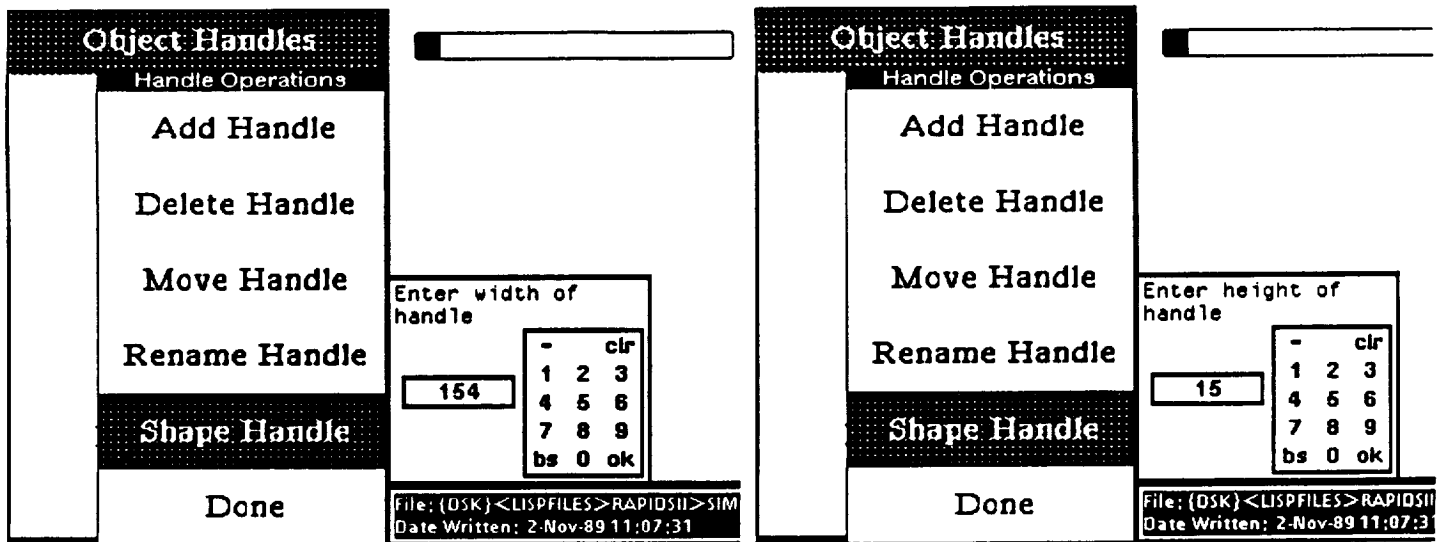 Object Handles
Handle Operations
Add Handle
Delete Handle
Move Handle
Rename Handle
Shape Handle
Done
Enter width of
handle
154
- clr
1 2 3
4 5 6
7 8 9
bs 0 ok
File: {DSK}<LISPFILES>RAPIDSII>SIM
Date Written: 2-Nov-89 11:07:31
Object Handles
Handle Operations
Add Handle
Delete Handle
Move Handle
Rename Handle
Shape Handle
Done
Enter height of
handle
15
- clr
1 2 3
4 5 6
7 8 9
bs 0 ok
File: {DSK}<LISPFILES>RAPIDSII
Date Written: 2-Nov-89 11:07:31